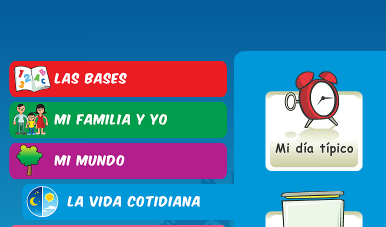 LAS BASES
MI FAMILIA Y YO
MI MUNDO
LA VIDA COTIDIANA
Mi día típico